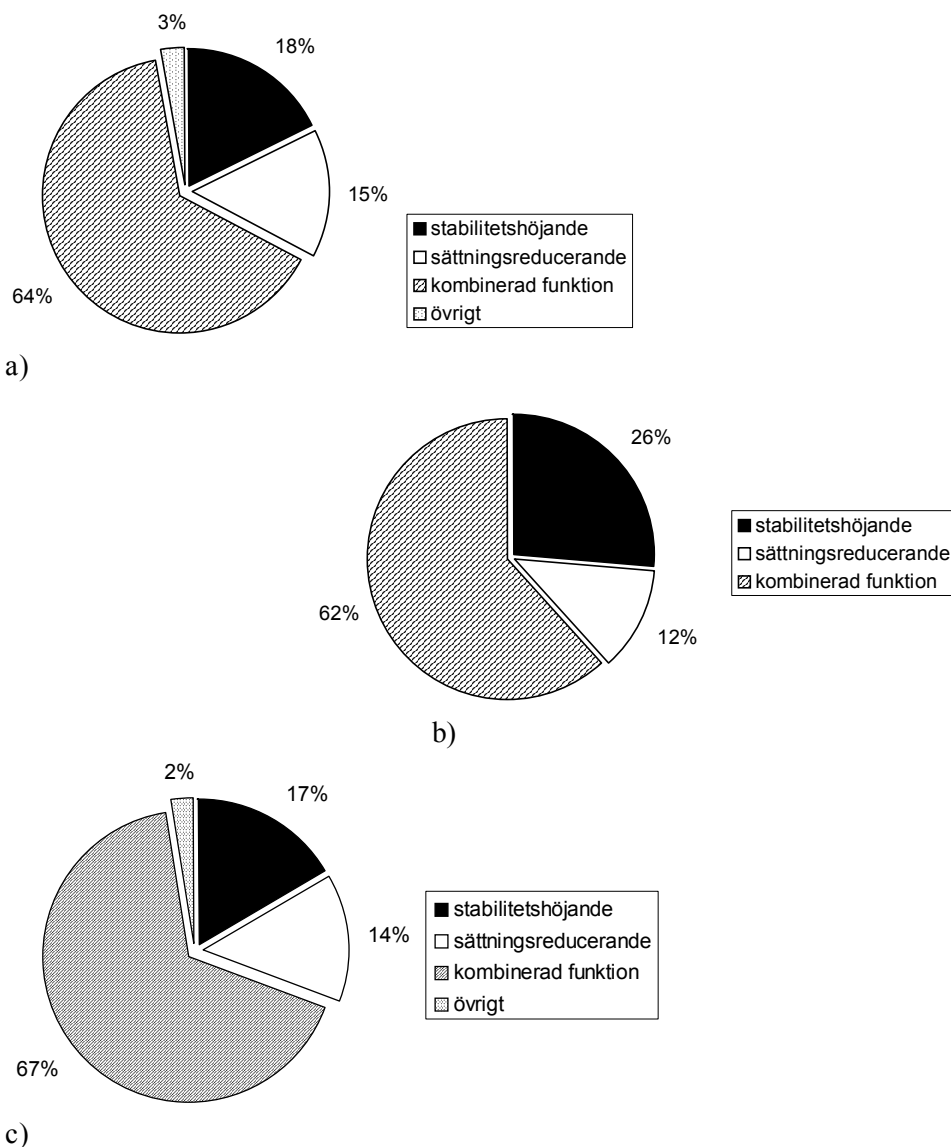 3%
18%
15%
64%
stabilitetshöjande
sättningsreducerande
kombinerad funktion
övrigt
a)
26%
12%
62%
stabilitetshöjande
sättningsreducerande
kombinerad funktion
b)
2%
17%
14%
67%
stabilitetshöjande
sättningsreducerande
kombinerad funktion
övrigt
c)